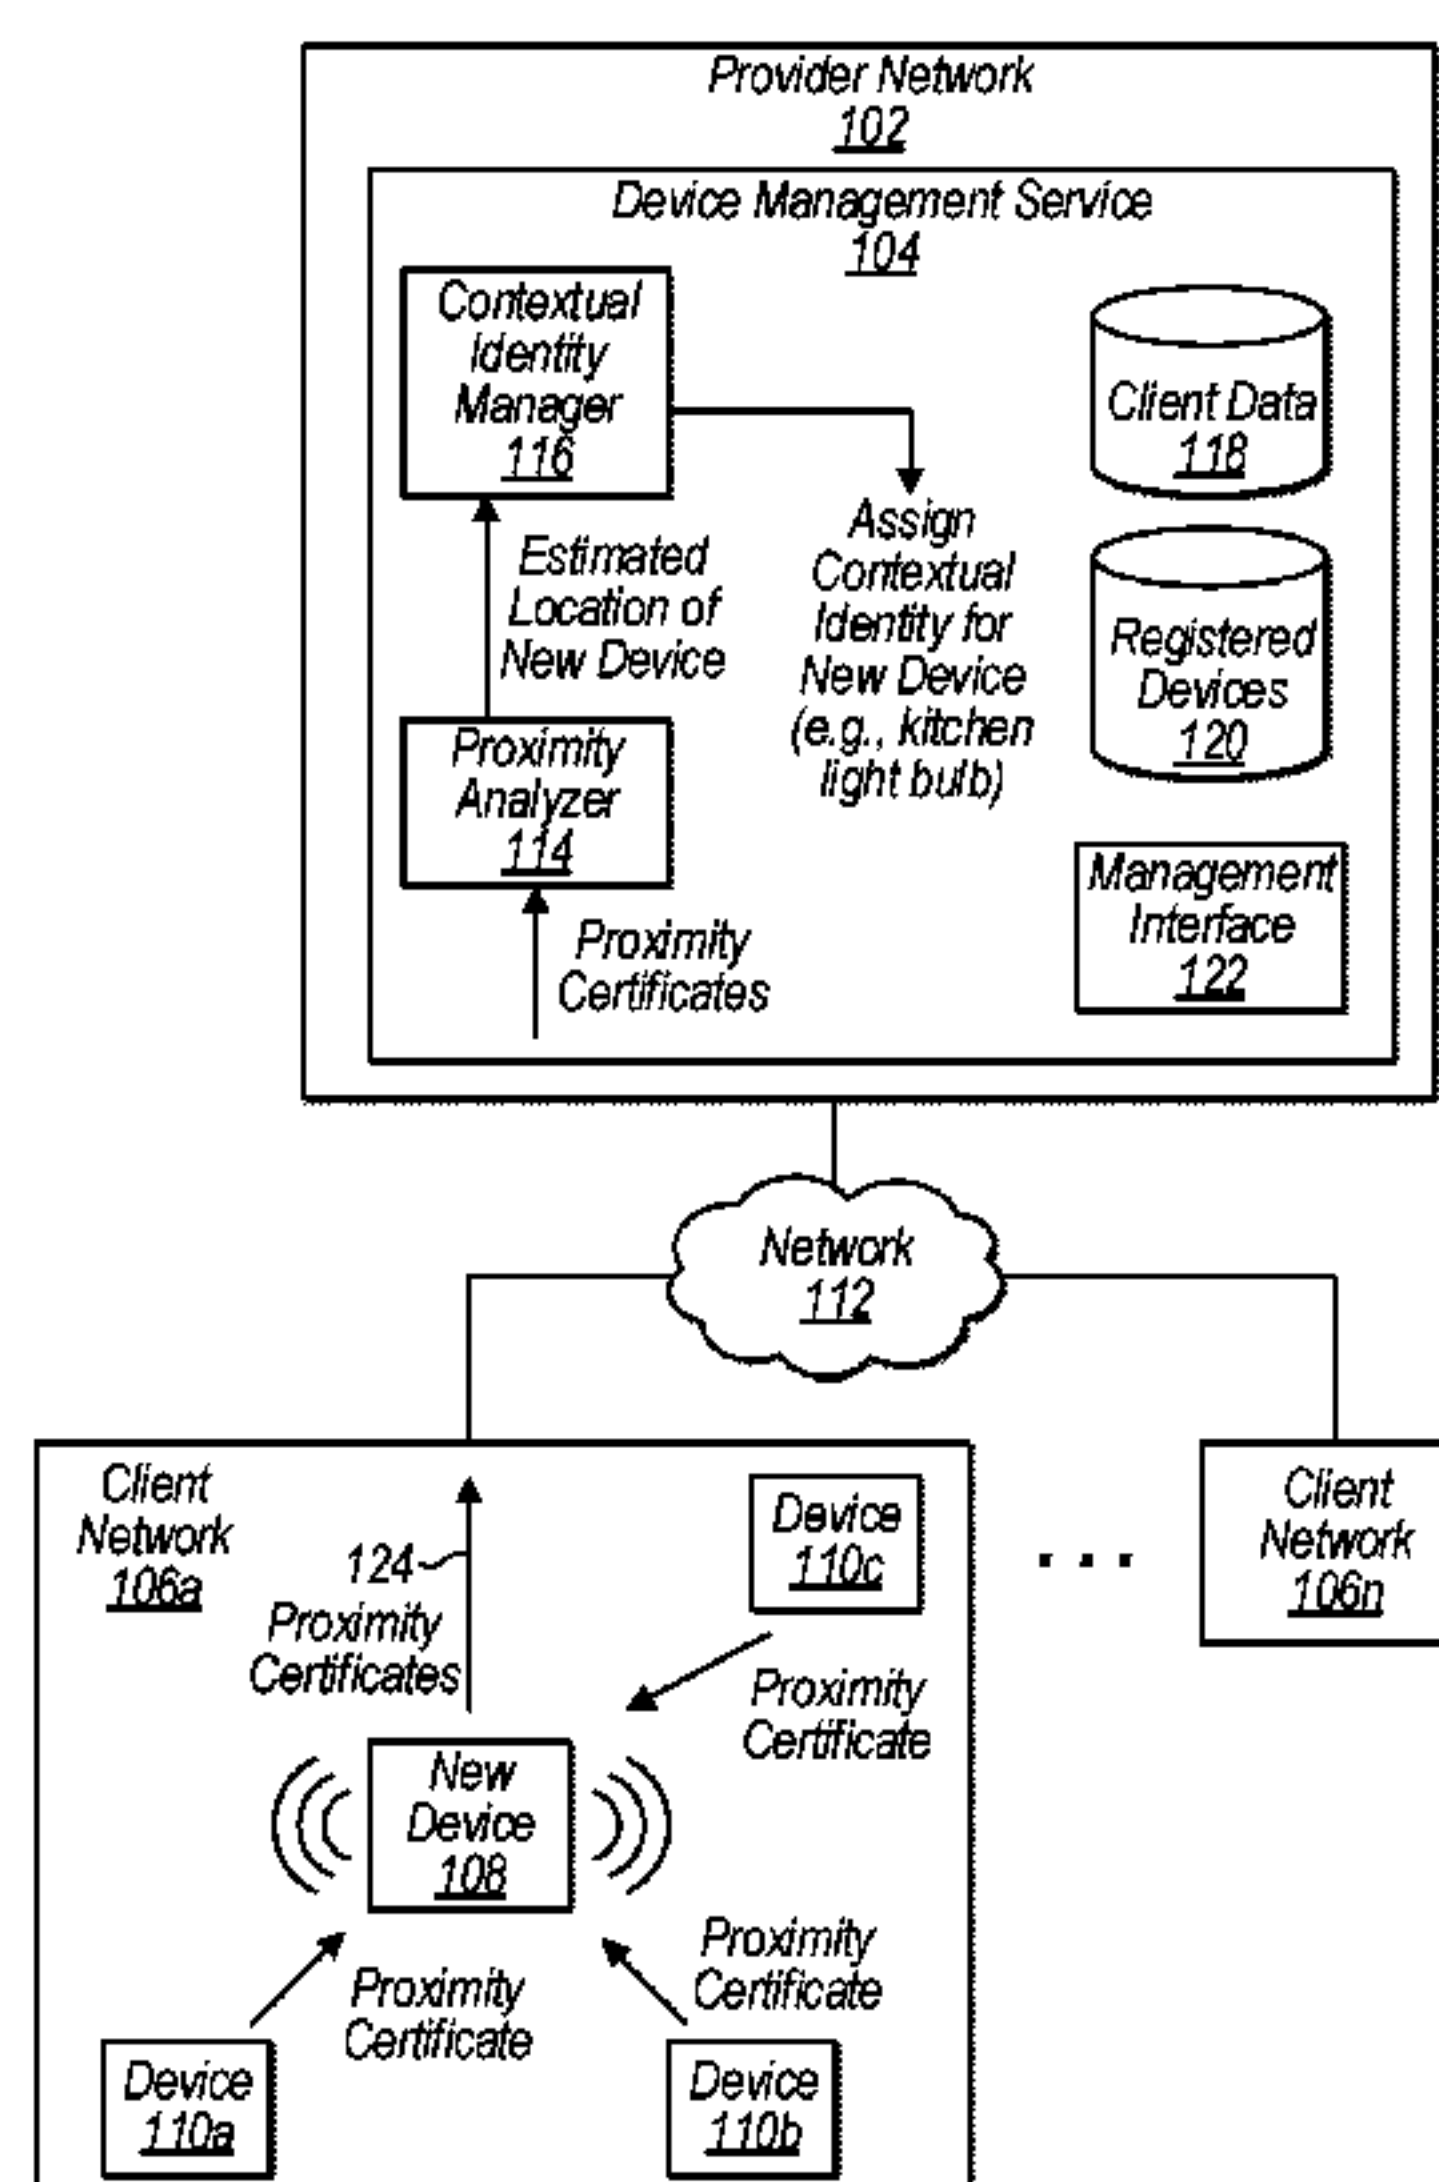 Provider Network
102
Device Management Service
104
Contextual
Identity
Manager
116
Client Data
118
Assign
Contextual
Identity for
New Device
(e.g., kitchen
light bulb)
Estimated
Location of
New Device
Registered
Devices
120
Proximity
Analyzer
114
Management
Interface
122
Proximity
Certificates
Network
112
Client
Network
106a
124
Proximity
Certificates
Device
110c
. . .
Client
Network
106n
Proximity
Certificate
New
Device
108
Proximity
Certificate
Proximity
Certificate
Device
110a
Device
110b